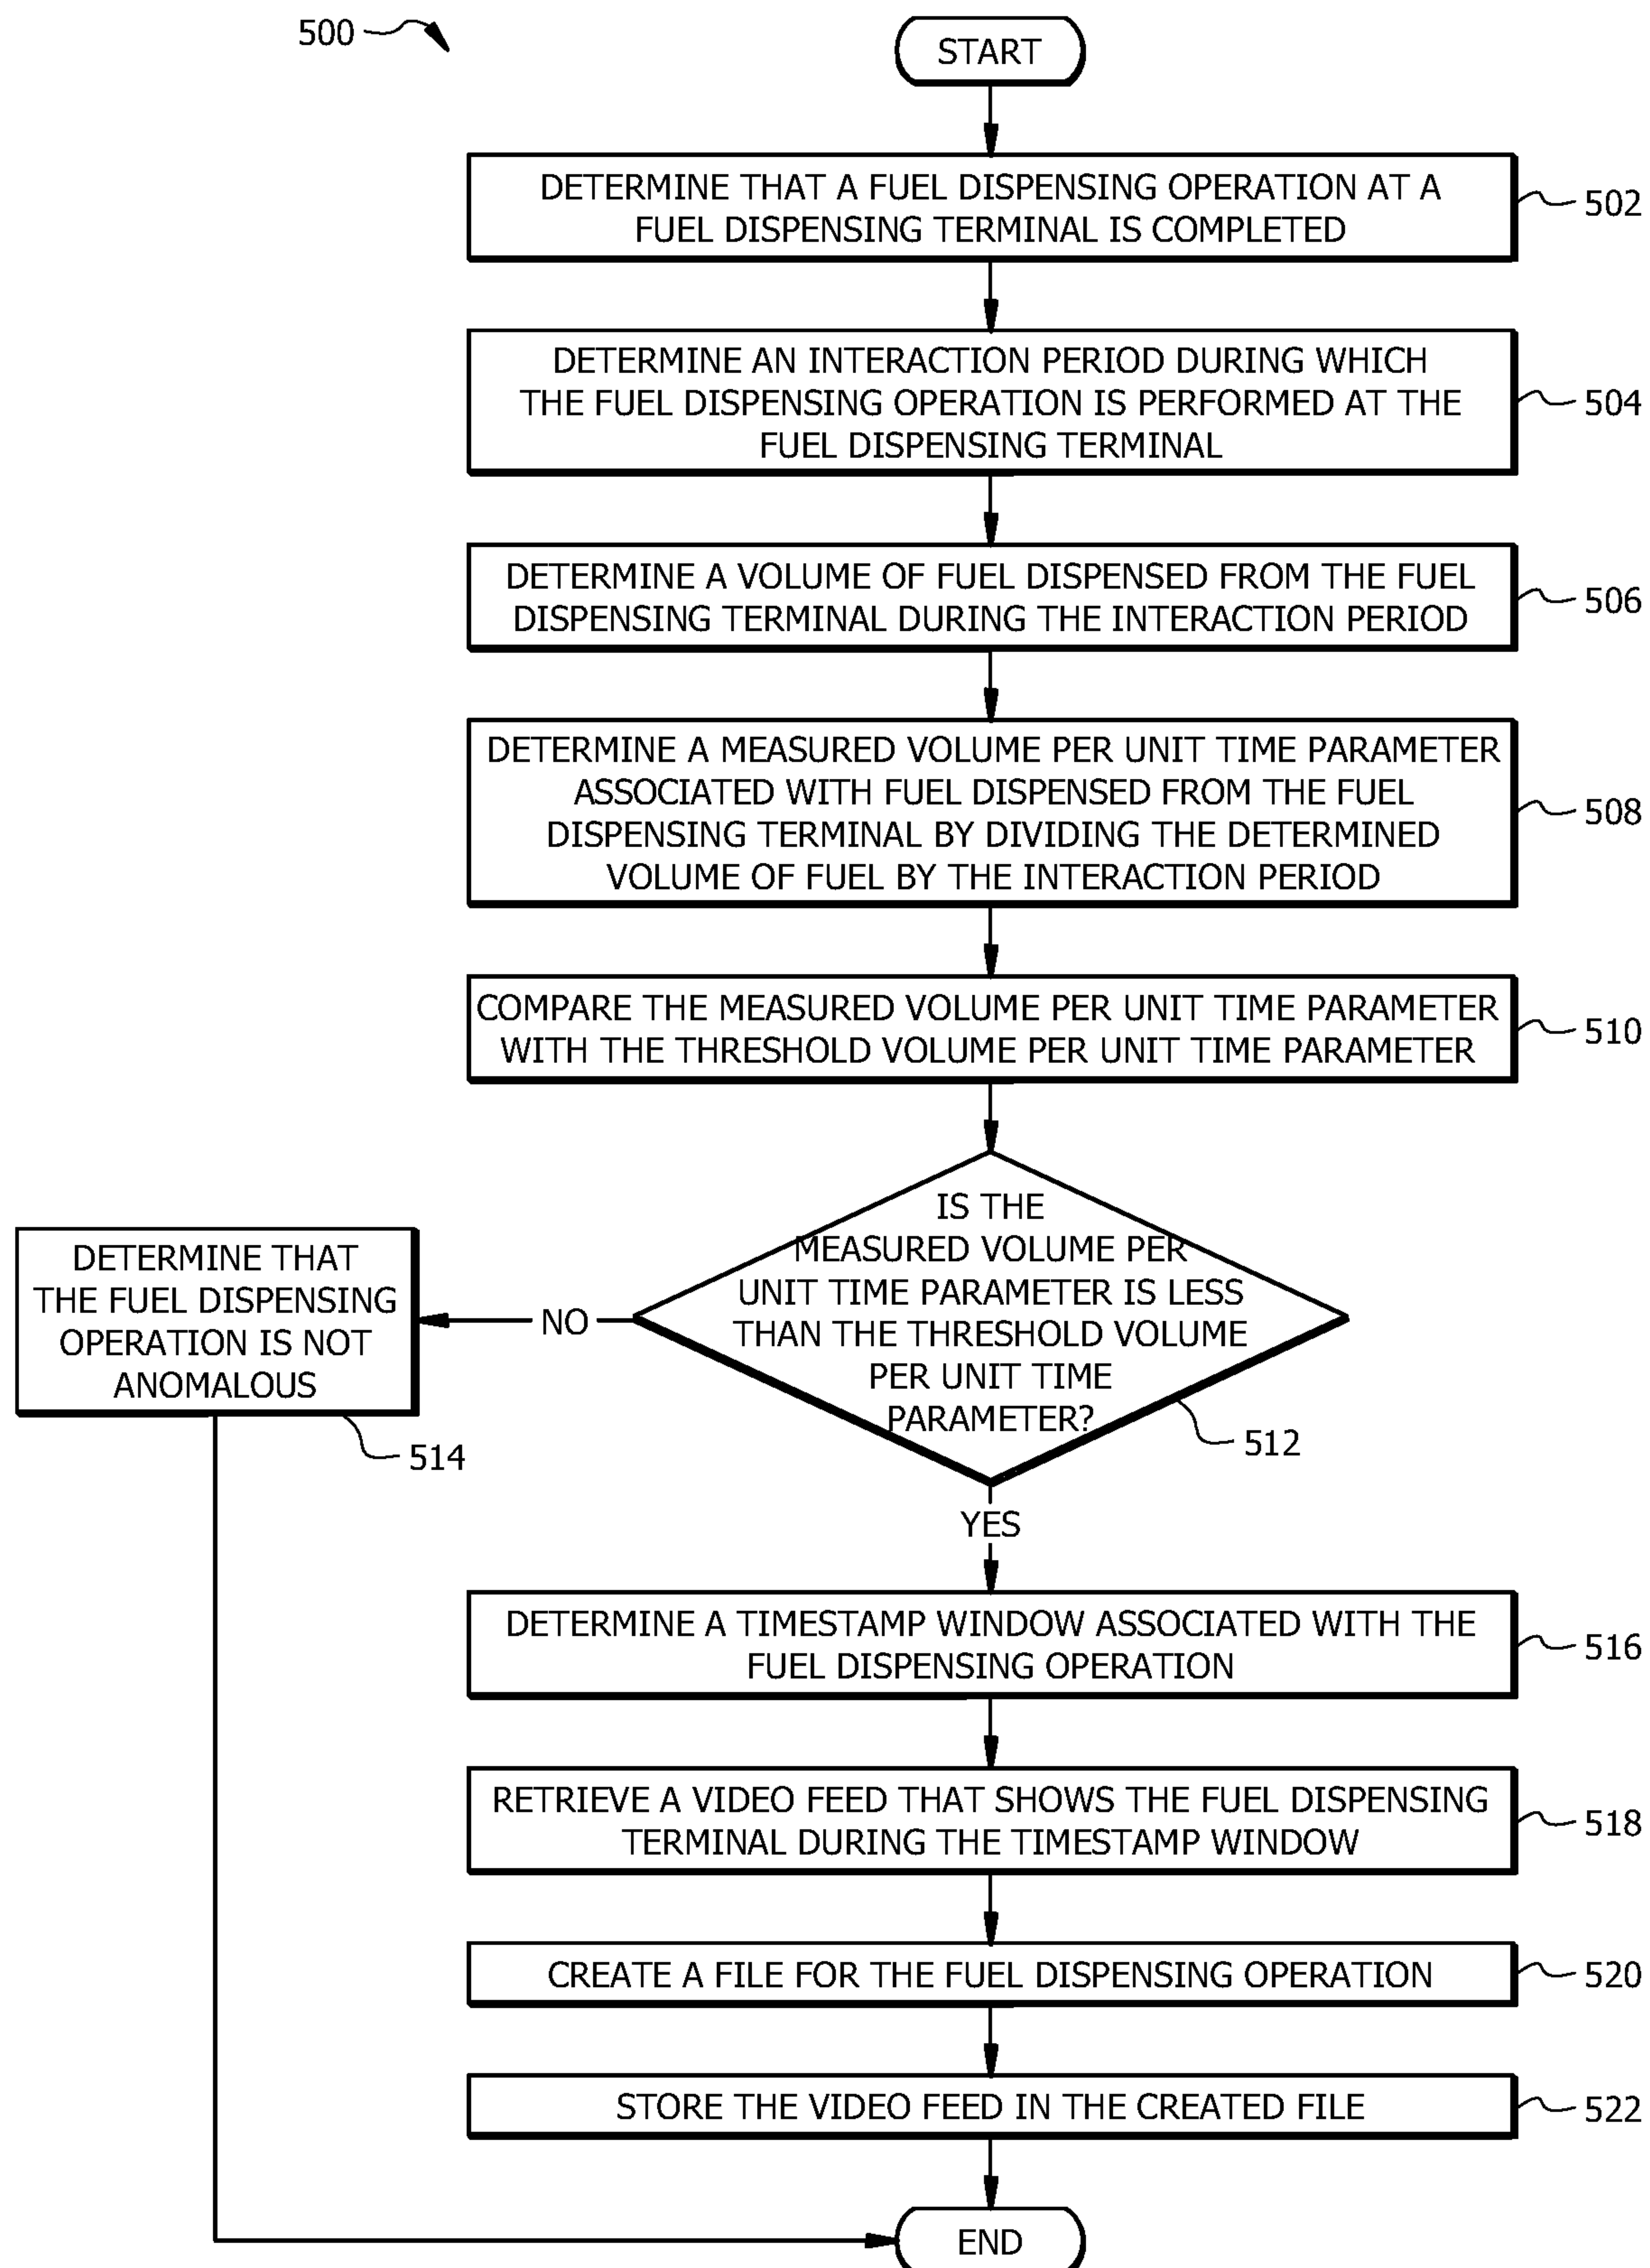 500
START
DETERMINE THAT A FUEL DISPENSING OPERATION AT A
FUEL DISPENSING TERMINAL IS COMPLETED
502
DETERMINE AN INTERACTION PERIOD DURING WHICH
THE FUEL DISPENSING OPERATION IS PERFORMED AT THE
FUEL DISPENSING TERMINAL
504
DETERMINE A VOLUME OF FUEL DISPENSED FROM THE FUEL
DISPENSING TERMINAL DURING THE INTERACTION PERIOD
506
DETERMINE A MEASURED VOLUME PER UNIT TIME PARAMETER
ASSOCIATED WITH FUEL DISPENSED FROM THE FUEL
DISPENSING TERMINAL BY DIVIDING THE DETERMINED
VOLUME OF FUEL BY THE INTERACTION PERIOD
508
COMPARE THE MEASURED VOLUME PER UNIT TIME PARAMETER
WITH THE THRESHOLD VOLUME PER UNIT TIME PARAMETER
510
IS THE
MEASURED VOLUME PER
UNIT TIME PARAMETER IS LESS
THAN THE THRESHOLD VOLUME
PER UNIT TIME
PARAMETER?
512
NO
DETERMINE THAT
THE FUEL DISPENSING
OPERATION IS NOT
ANOMALOUS
514
YES
DETERMINE A TIMESTAMP WINDOW ASSOCIATED WITH THE
FUEL DISPENSING OPERATION
516
RETRIEVE A VIDEO FEED THAT SHOWS THE FUEL DISPENSING
TERMINAL DURING THE TIMESTAMP WINDOW
518
CREATE A FILE FOR THE FUEL DISPENSING OPERATION
520
STORE THE VIDEO FEED IN THE CREATED FILE
522
END